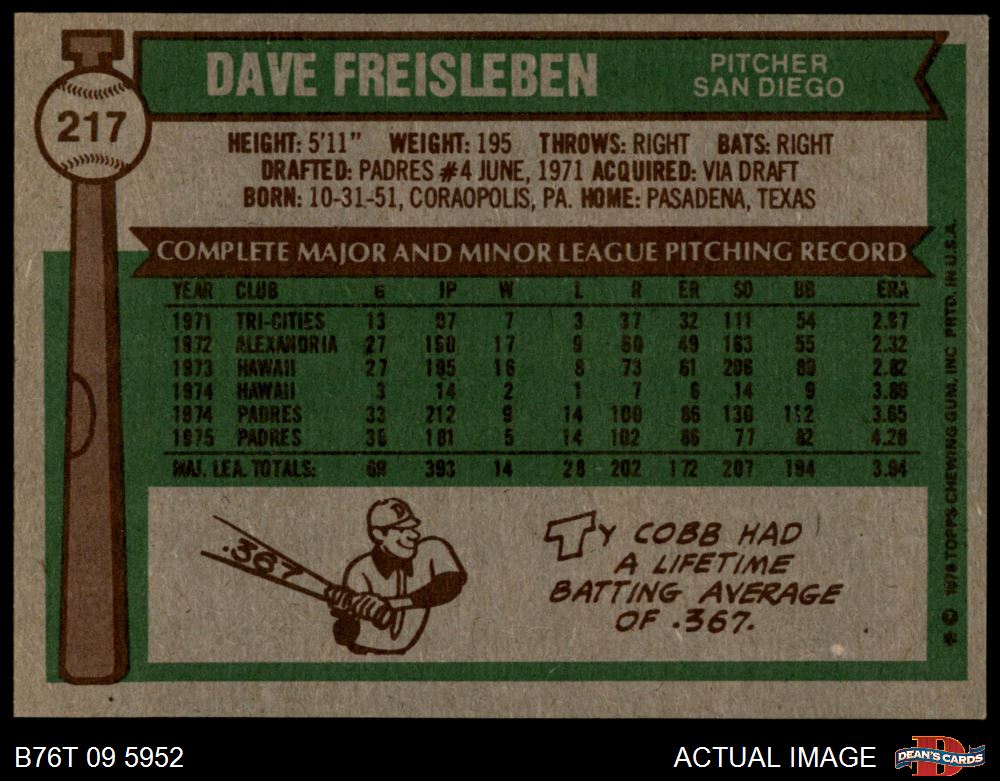 DAVE FREISLEBEN
PITCHER
SAN DIEGO
217
HEIGHT: 5'11" WEIGHT: 195 THROWS: RIGHT BATS: RIGHT
DRAFTED: PADRES #4 JUNE, 1971 ACQUIRED: VIA DRAFT
BORN: 10-31-51, CORAOPOLIS, PA. HOME: PASADENA, TEXAS
COMPLETE MAJOR AND MINOR LEAGUE PITCHING RECORD
YEAR CLUB G IP W L R ER SO BB ERA
1971 TRI-CITIES 13 97 7 3 37 32 111 54 2.97
1972 ALEXANDRIA 27 190 17 9 60 49 163 55 2.32
1973 HAWAII 27 195 16 8 73 61 206 89 2.82
1974 HAWAII 3 14 2 1 7 6 14 9 3.86
1974 PADRES 33 212 9 14 100 86 130 112 3.65
1975 PADRES 36 181 5 14 102 86 77 82 4.28
MAJ. LEA. TOTALS: 69 393 14 28 202 172 207 194 3.94
.367
TY COBB HAD
A LIFETIME
BATTING AVERAGE
OF .367.
* © 1976 TOPPS CHEWING GUM, INC. PRTD. IN U.S.A.
B76T 09 5952
ACTUAL IMAGE
D
DEAN'S CARDS